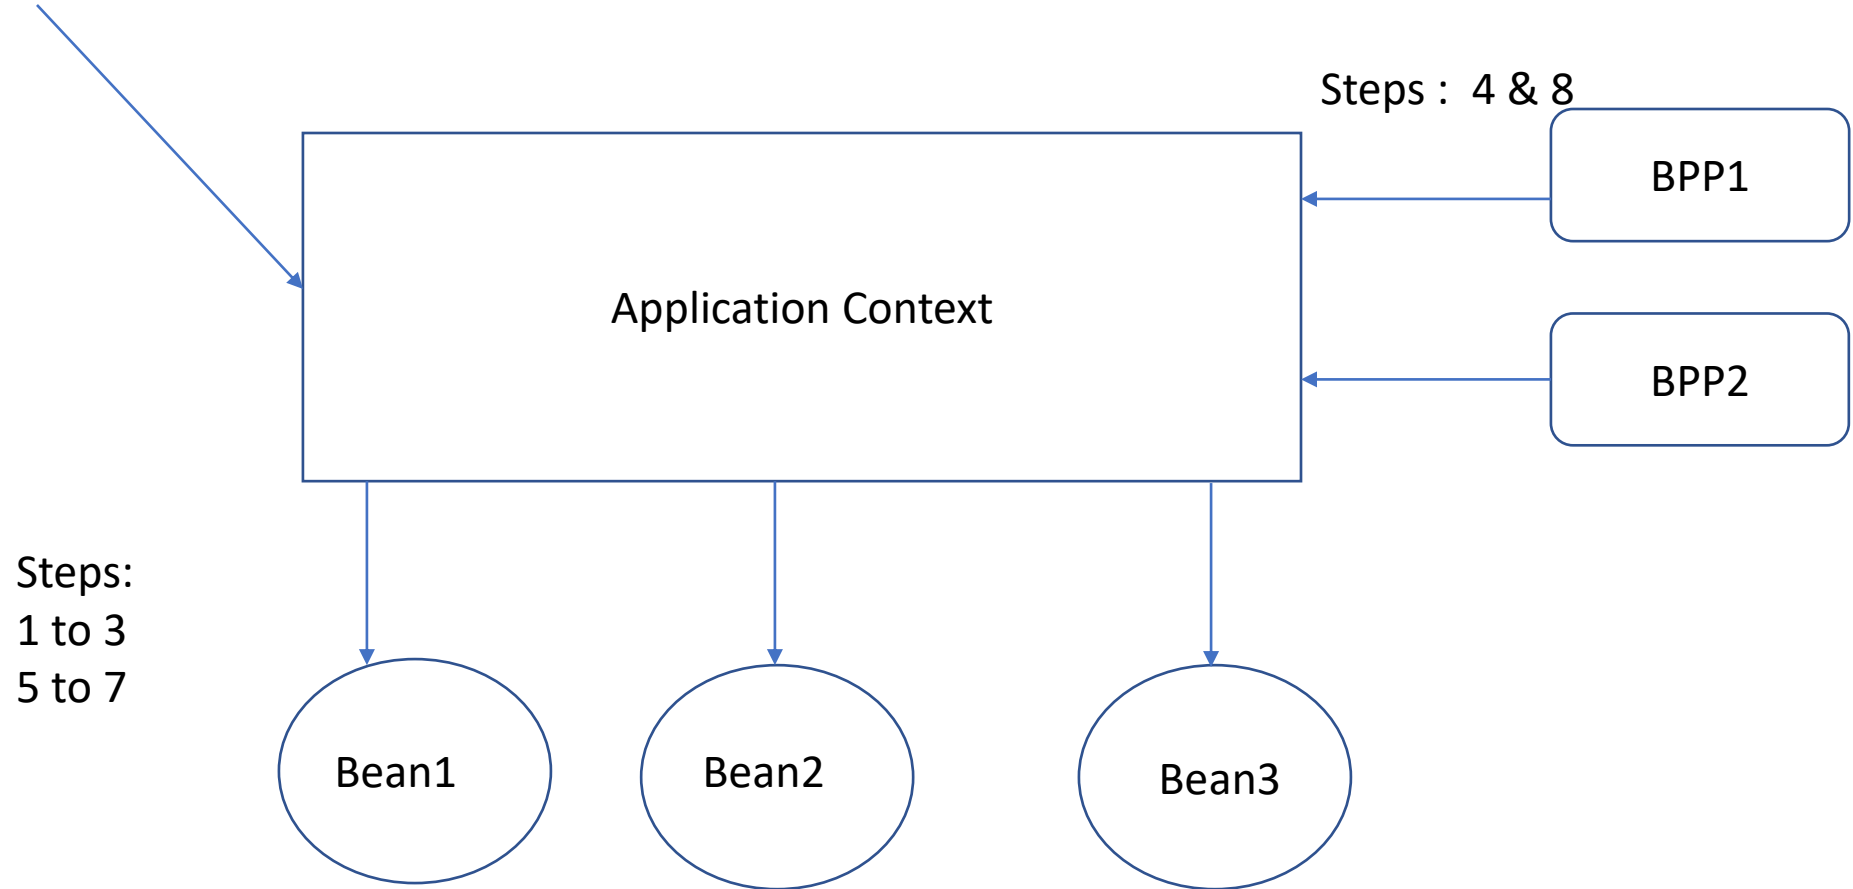 Steps :  4 & 8
BPP1
Application Context
BPP2
Steps:
1 to 3
5 to 7
Bean1
Bean2
Bean3